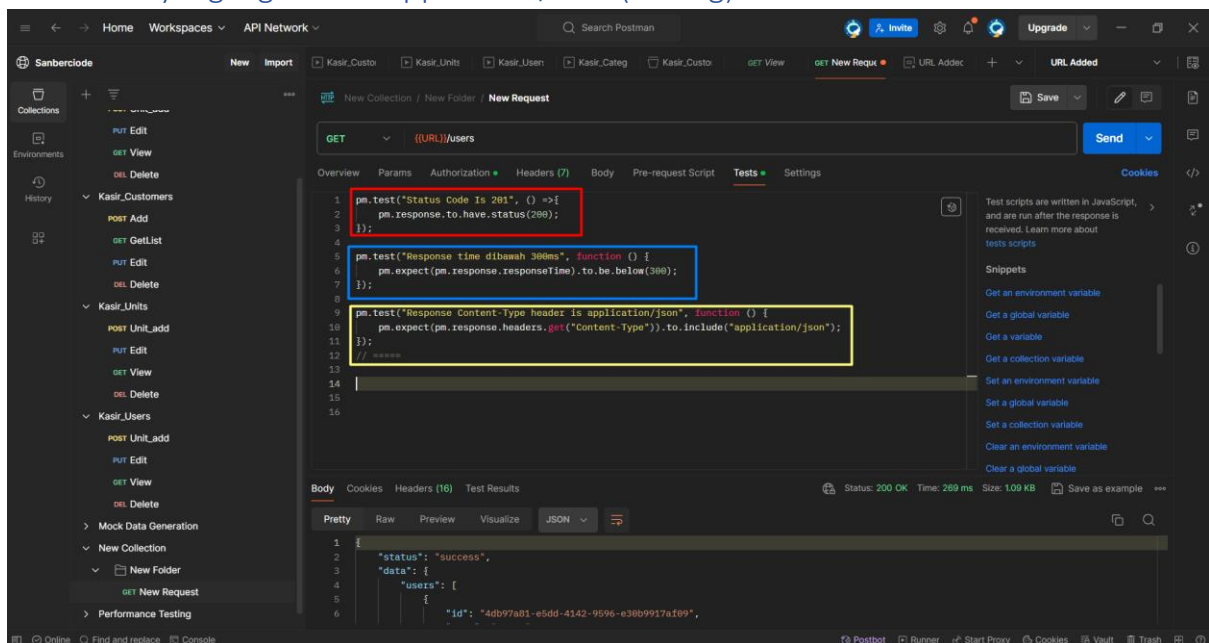 Home Workspaces API Network Search Postman Invite Upgrade
Sanberciode New Import Kasir_Custo Kasir_Units Kasir_User Kasir_Categ Kasir_Custo GET View GET New Reque URL Addec URL Added
Collections
Environments
History
PUT Edit
GET View
DEL Delete
Kasir_Customers
POST Add
GET GetList
PUT Edit
DEL Delete
Kasir_Units
POST Unit_add
PUT Edit
GET View
DEL Delete
Kasir_Users
POST Unit_add
PUT Edit
GET View
DEL Delete
Mock Data Generation
New Collection
New Folder
GET New Request
Performance Testing
HTTP New Collection / New Folder / New Request Save
GET {{URL}}/users Send
Overview Params Authorization Headers (7) Body Pre-request Script Tests Settings Cookies
1 pm.test("Status Code Is 201", () =>{
2 pm.response.to.have.status(200);
3 });
4
5 pm.test("Response time dibawah 300ms", function () {
6 pm.expect(pm.response.responseTime).to.be.below(300);
7 });
8
9 pm.test("Response Content-Type header is application/json", function () {
10 pm.expect(pm.response.headers.get("Content-Type")).to.include("application/json");
11 });
12 // =====
13
14
15
16
Test scripts are written in JavaScript,
and are run after the response is
received. Learn more about
tests scripts
Snippets
Get an environment variable
Get a global variable
Get a variable
Get a collection variable
Set an environment variable
Set a global variable
Set a collection variable
Clear an environment variable
Clear a global variable
Body Cookies Headers (16) Test Results Status: 200 OK Time: 269 ms Size: 1.09 KB Save as example
Pretty Raw Preview Visualize JSON
1 {
2 "status": "success",
3 "data": {
4 "users": [
5 {
6 "id": "4db97a81-e5dd-4142-9596-e30b9917af09",
Online Find and replace Console Postbot Runner Start Proxy Cookies Vault Trash